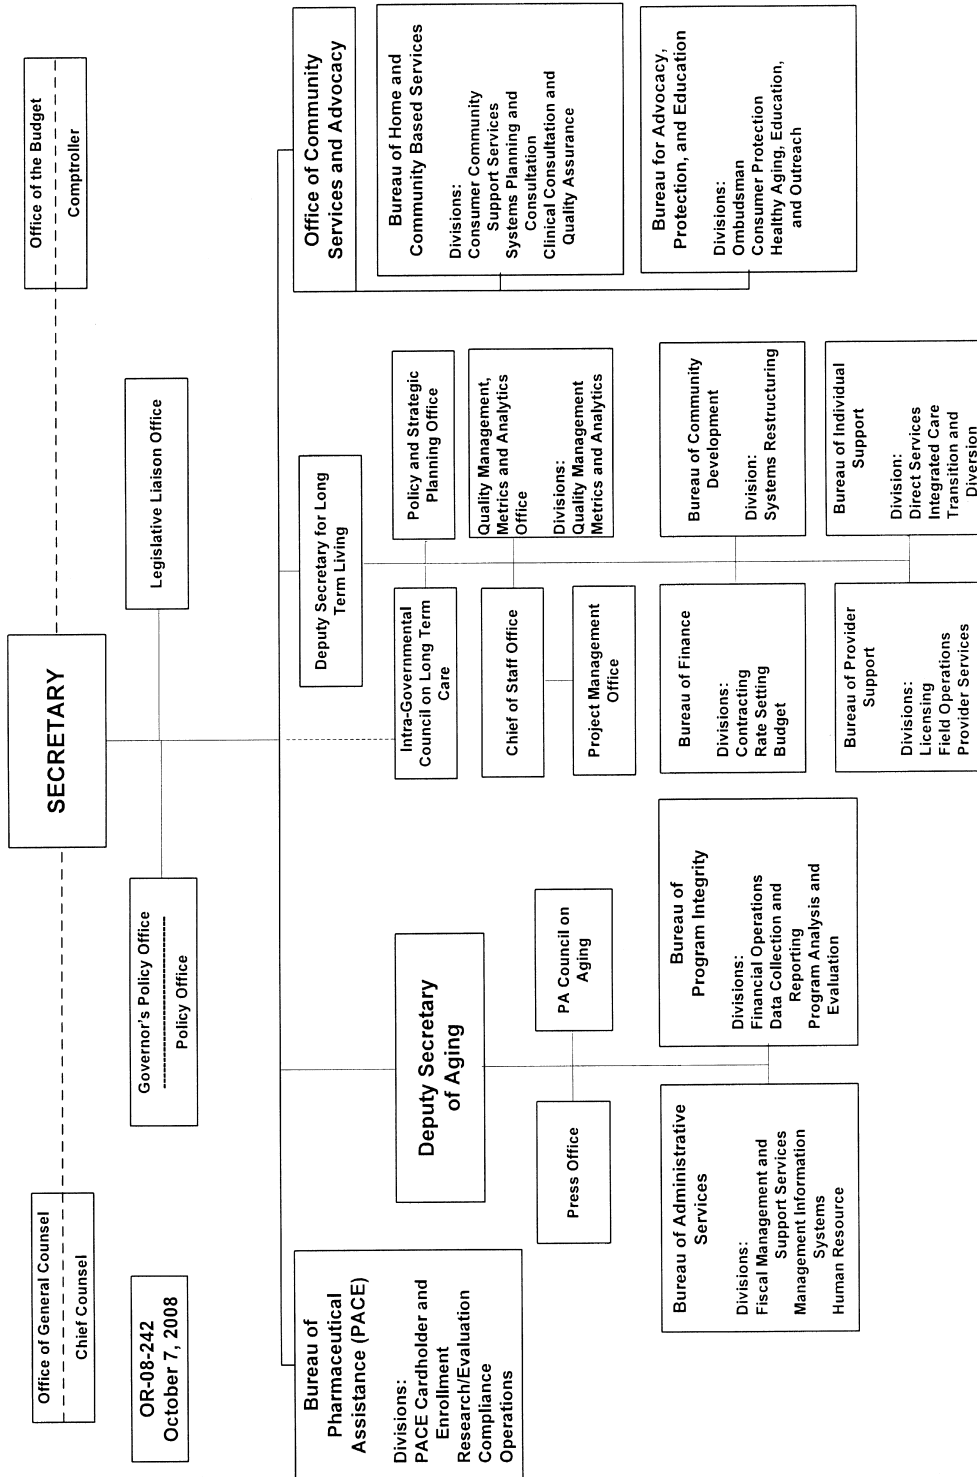 SECRETARY
Office of General Counsel
Chief Counsel
Office of the Budget
Comptroller
OR-08-242
October 7, 2008
Governor's Policy Office
Policy Office
Legislative Liaison Office
Bureau of
Pharmaceutical
Assistance (PACE)
Divisions:
PACE Cardholder and
Enrollment
Research/Evaluation
Compliance
Operations
Deputy Secretary
of Aging
Press Office
PA Council on
Aging
Bureau of Administrative
Services
Divisions:
Fiscal Management and
Support Services
Management Information
Systems
Human Resource
Bureau of
Program Integrity
Divisions:
Financial Operations
Data Collection and
Reporting
Program Analysis and
Evaluation
Deputy Secretary for Long
Term Living
Intra-Governmental
Council on Long Term
Care
Policy and Strategic
Planning Office
Chief of Staff Office
Project Management
Office
Quality Management,
Metrics and Analytics
Office
Divisions:
Quality Management
Metrics and Analytics
Bureau of Finance
Divisions:
Contracting
Rate Setting
Budget
Bureau of Community
Development
Division:
Systems Restructuring
Bureau of Provider
Support
Divisions:
Licensing
Field Operations
Provider Services
Bureau of Individual
Support
Division:
Direct Services
Integrated Care
Transition and
Diversion
Office of Community
Services and Advocacy
Bureau of Home and
Community Based Services
Divisions:
Consumer Community
Support Services
Systems Planning and
Consultation
Clinical Consultation and
Quality Assurance
Bureau for Advocacy,
Protection, and Education
Divisions:
Ombudsman
Consumer Protection
Healthy Aging, Education,
and Outreach